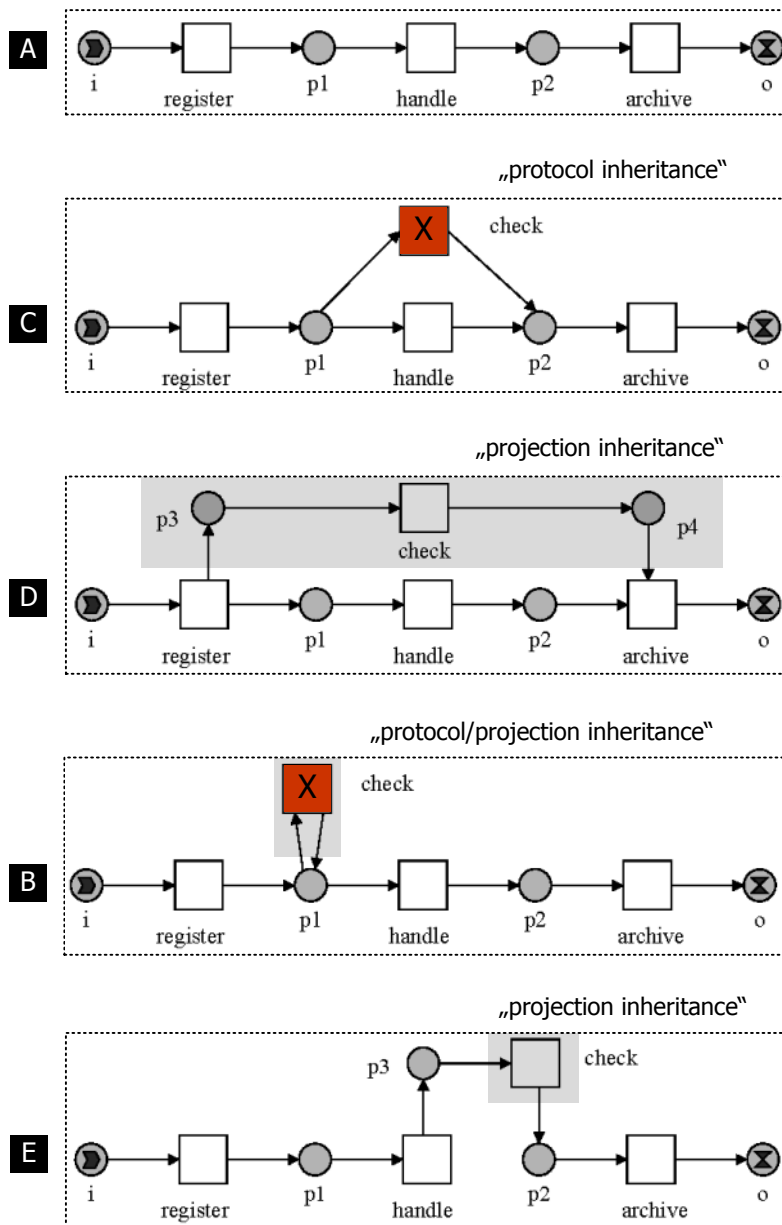 A
i
register
p1
handle
p2
archive
o
„protocol inheritance“
X
check
C
i
register
p1
handle
p2
archive
o
„projection inheritance“
p3
check
p4
D
i
register
p1
handle
p2
archive
o
„protocol/projection inheritance“
X
check
B
i
register
p1
handle
p2
archive
o
„projection inheritance“
p3
check
E
i
register
p1
handle
p2
archive
o